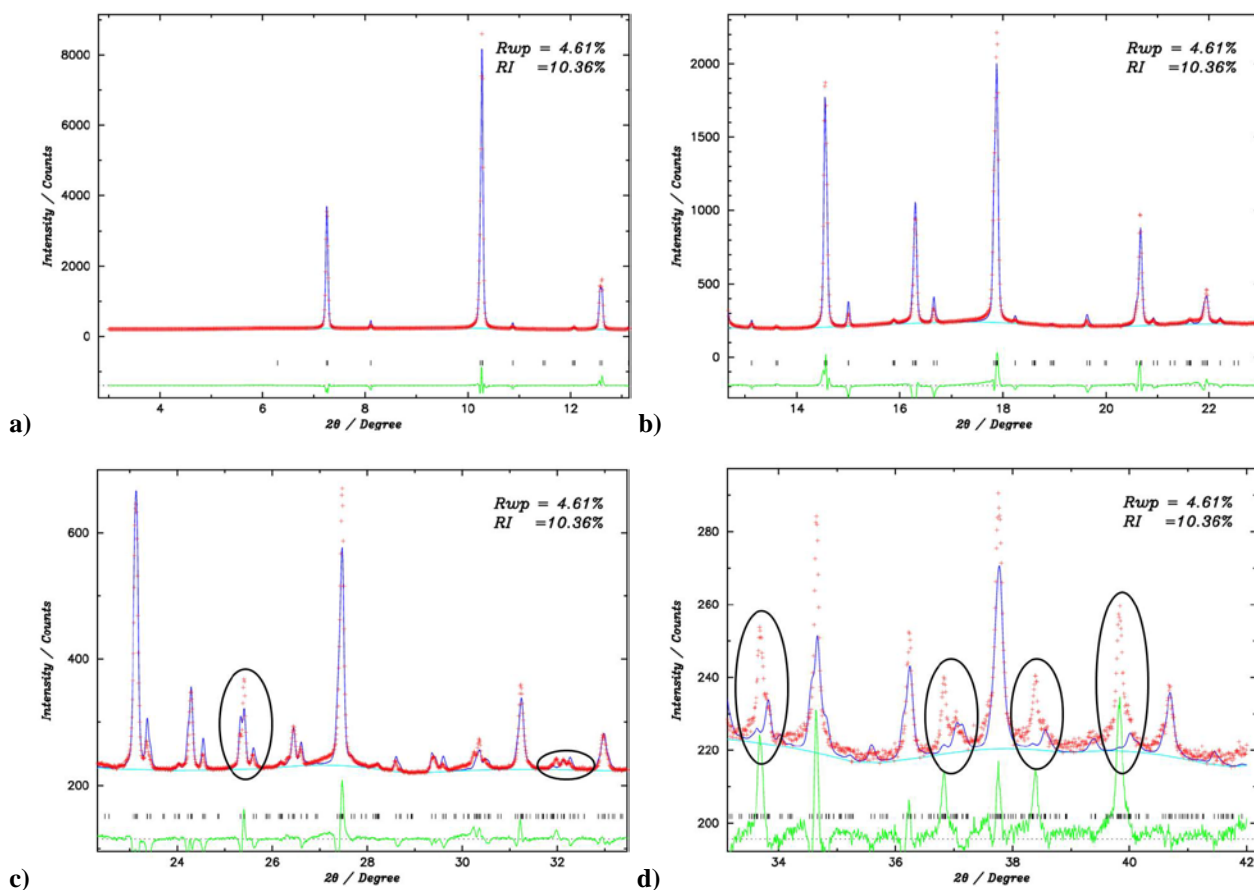 Rwp = 4.61%
RI =10.36%
Intensity / Counts
8000
6000
4000
2000
0
4 6 8 10 12
2θ / Degree
a)
Rwp = 4.61%
RI =10.36%
Intensity / Counts
2000
1500
1000
500
0
14 16 18 20 22
2θ / Degree
b)
Rwp = 4.61%
RI =10.36%
Intensity / Counts
600
400
200
24 26 28 30 32
2θ / Degree
c)
Rwp = 4.61%
RI =10.36%
Intensity / Counts
280
260
240
220
200
34 36 38 40 42
2θ / Degree
d)